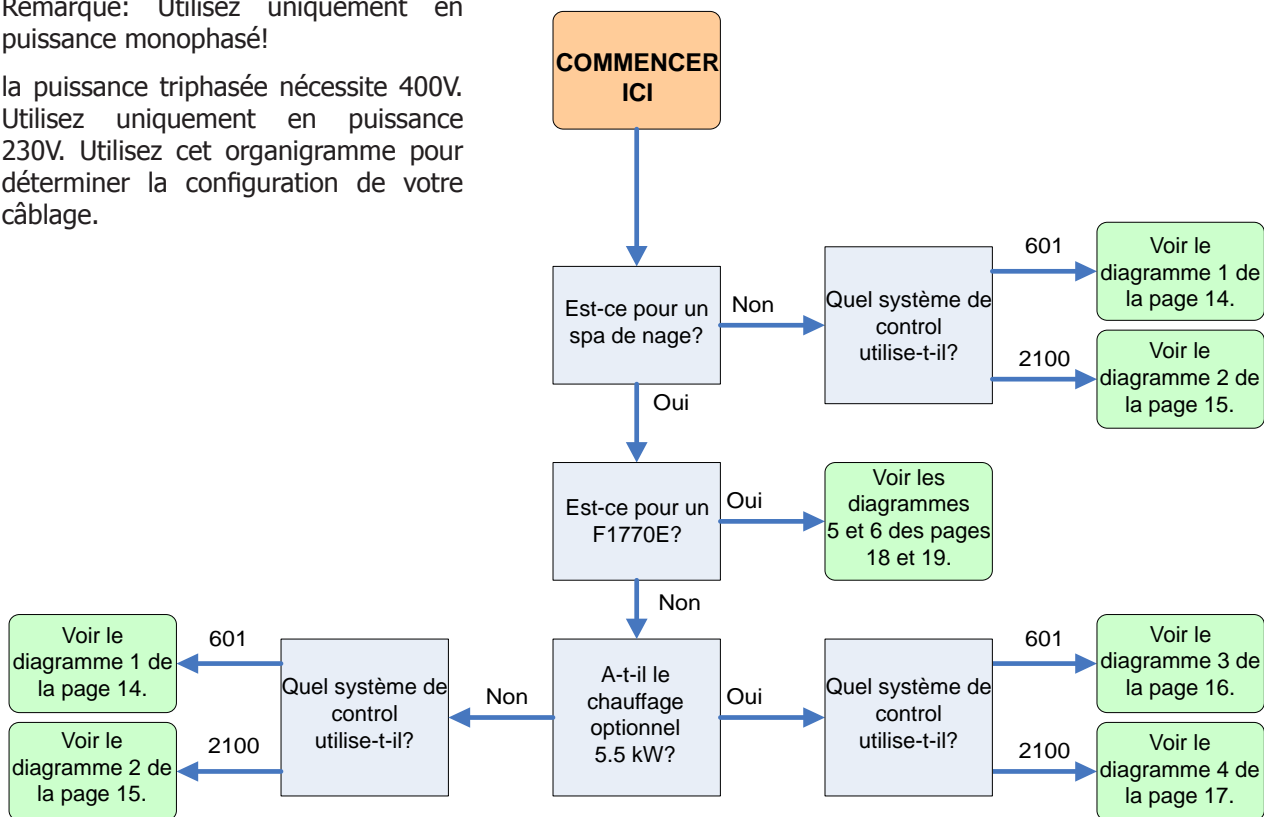 Remarque: Utilisez uniquement en
puissance monophasé!
la puissance triphasée nécessite 400V.
Utilisez uniquement en puissance
230V. Utilisez cet organigramme pour
déterminer la configuration de votre
câblage.
COMMENCER
ICI
Est-ce pour un
spa de nage?
Non
Quel système de
control
utilise-t-il?
601
Voir le
diagramme 1 de
la page 14.
2100
Voir le
diagramme 2 de
la page 15.
Oui
Est-ce pour un
F1770E?
Oui
Voir les
diagrammes
5 et 6 des pages
18 et 19.
Non
A-t-il le
chauffage
optionnel
5.5 kW?
Non
Quel système de
control
utilise-t-il?
601
Voir le
diagramme 1 de
la page 14.
2100
Voir le
diagramme 2 de
la page 15.
Oui
Quel système de
control
utilise-t-il?
601
Voir le
diagramme 3 de
la page 16.
2100
Voir le
diagramme 4 de
la page 17.